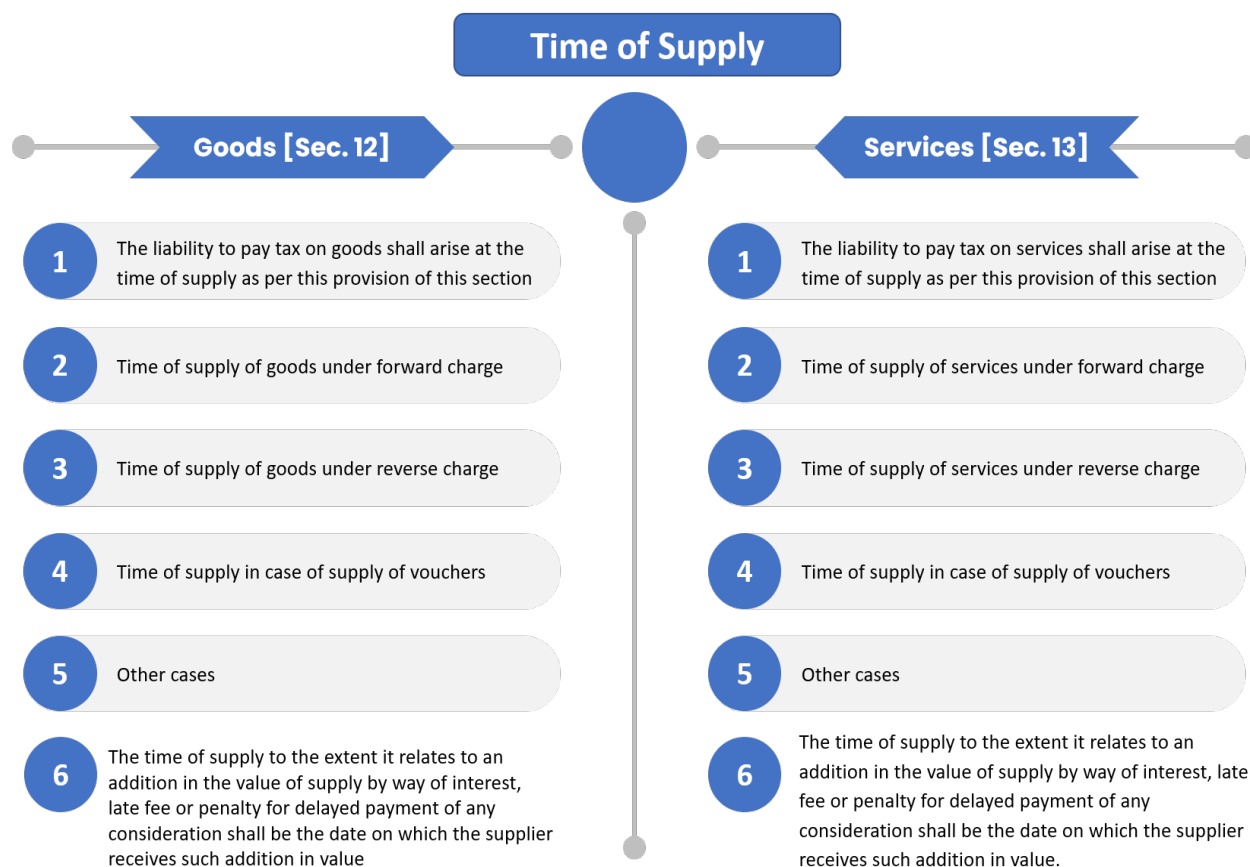 Time of Supply
Goods [Sec. 12]
1
The liability to pay tax on goods shall arise at the
time of supply as per this provision of this section
2
Time of supply of goods under forward charge
3
Time of supply of goods under reverse charge
4
Time of supply in case of supply of vouchers
5
Other cases
6
The time of supply to the extent it relates to an
addition in the value of supply by way of interest,
late fee or penalty for delayed payment of any
consideration shall be the date on which the supplier
receives such addition in value
Services [Sec. 13]
1
The liability to pay tax on services shall arise at the
time of supply as per this provision of this section
2
Time of supply of services under forward charge
3
Time of supply of services under reverse charge
4
Time of supply in case of supply of vouchers
5
Other cases
6
The time of supply to the extent it relates to an
addition in the value of supply by way of interest, late
fee or penalty for delayed payment of any
consideration shall be the date on which the supplier
receives such addition in value.